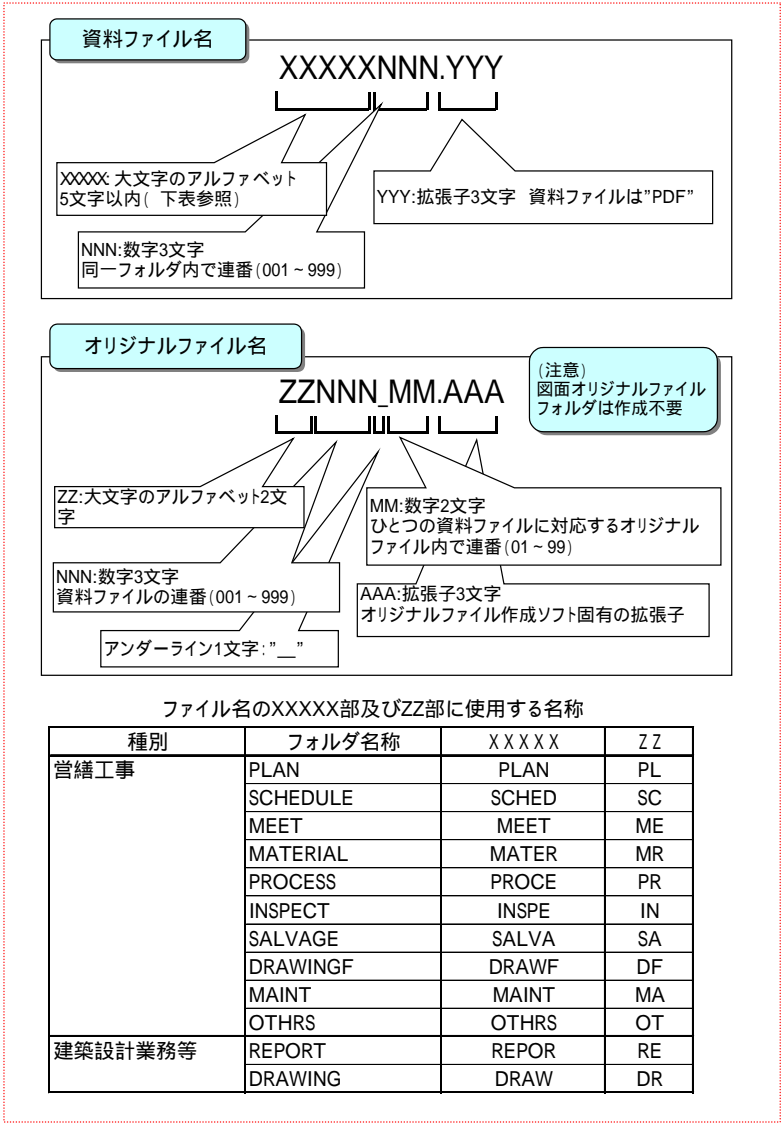 資料ファイル名
XXXXXNNN.YYY
XXXXX:大文字のアルファベット
5文字以内( 下表参照)
YYY:拡張子3文字 資料ファイルは"PDF"
NNN:数字3文字
同一フォルダ内で連番(001~999)
オリジナルファイル名
ZZNNN_MM.AAA
(注意)
図面オリジナルファイル
フォルダは作成不要
ZZ:大文字のアルファベット2文
字
MM:数字2文字
ひとつの資料ファイルに対応するオリジナル
ファイル内で連番(01~99)
NNN:数字3文字
資料ファイルの連番(001~999)
AAA:拡張子3文字
オリジナルファイル作成ソフト固有の拡張子
アンダーライン1文字:"__"
ファイル名のXXXXX部及びZZ部に使用する名称
種別 フォルダ名称 XXXXX ZZ
営繕工事 PLAN PLAN PL
SCHEDULE SCHED SC
MEET MEET ME
MATERIAL MATER MR
PROCESS PROCE PR
INSPECT INSPE IN
SALVAGE SALVA SA
DRAWINGF DRAWF DF
MAINT MAINT MA
OTHRS OTHRS OT
建築設計業務等 REPORT REPOR RE
DRAWING DRAW DR